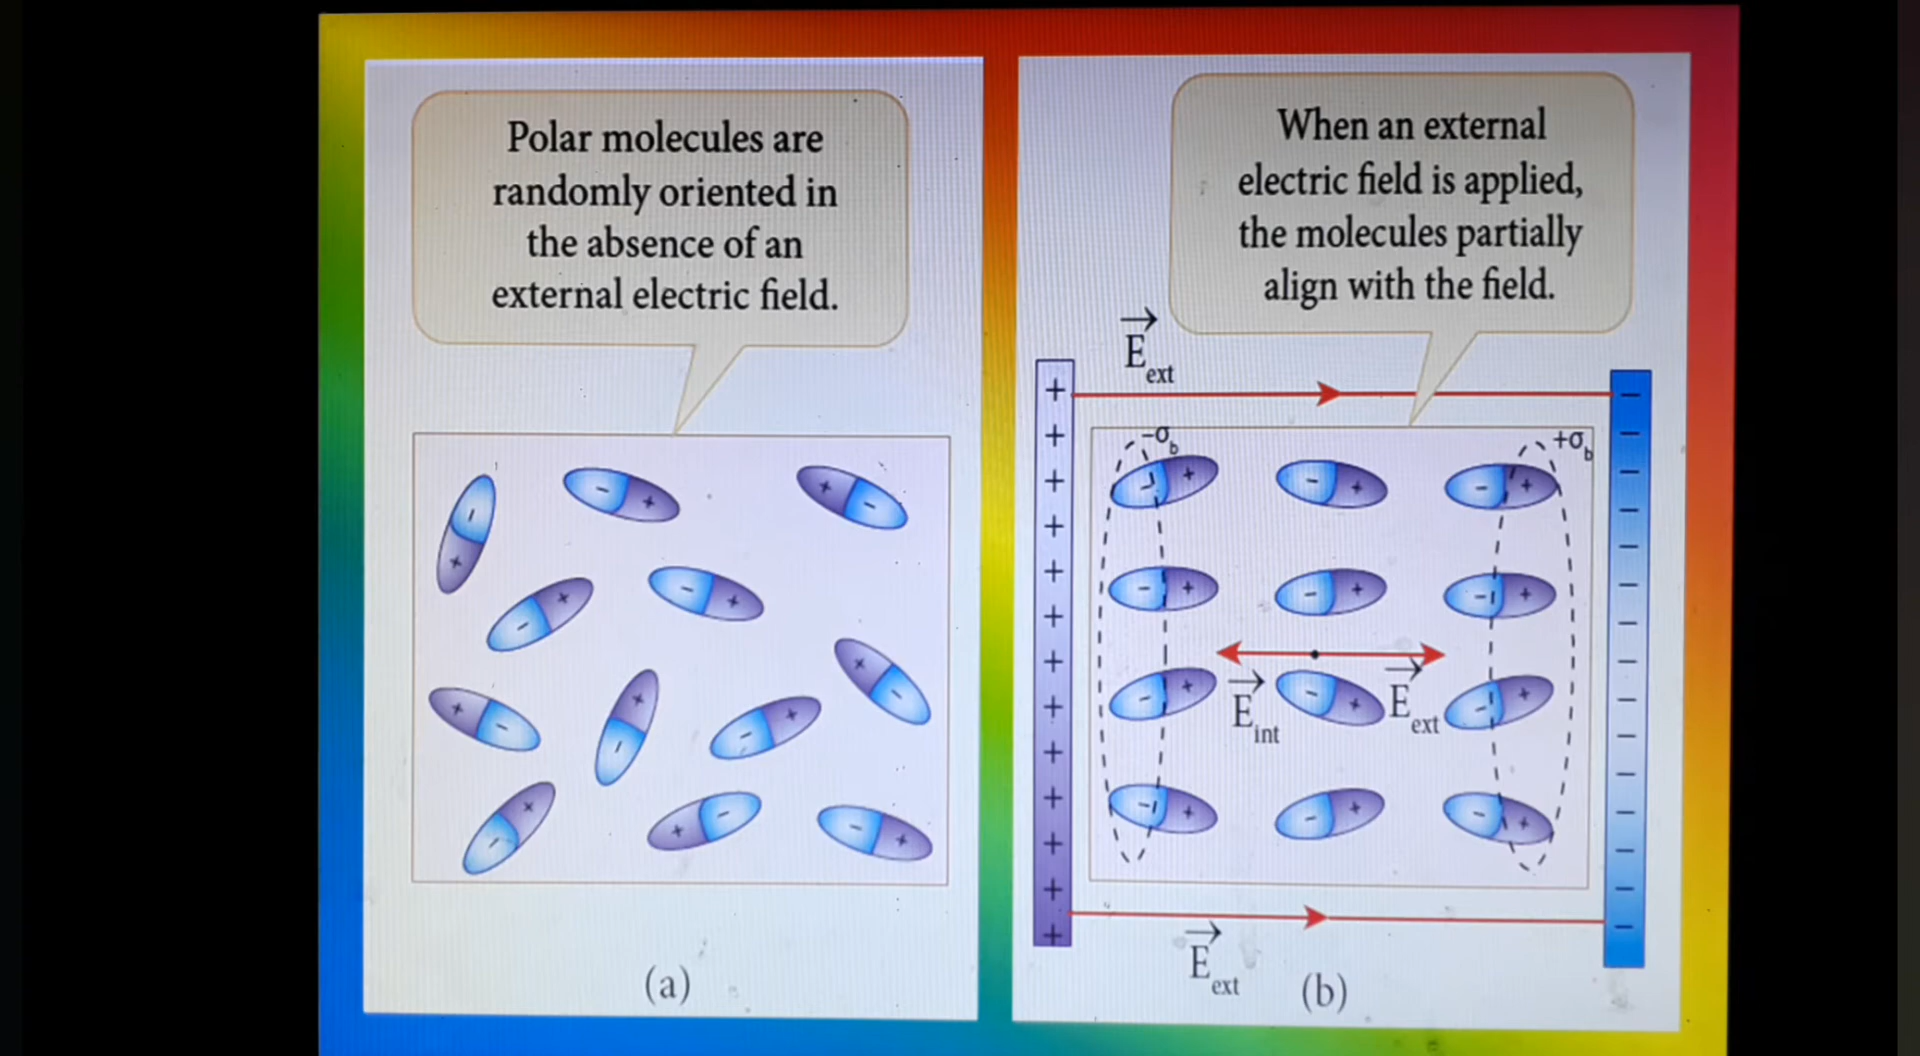 Polar molecules are
randomly oriented in
the absence of an
external electric field.
(a)
When an external
electric field is applied,
the molecules partially
align with the field.
E ext
−σb
+σb
E int
E ext
E ext
(b)